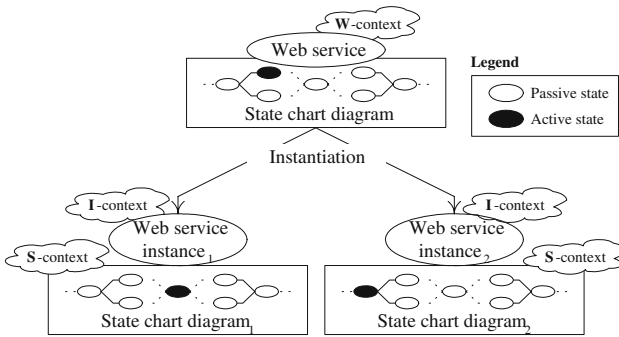 W-context
Web service
State chart diagram
Legend
Passive state
Active state
Instantiation
I-context
Web service
instance1
S-context
State chart diagram1
I-context
Web service
instance2
S-context
State chart diagram2